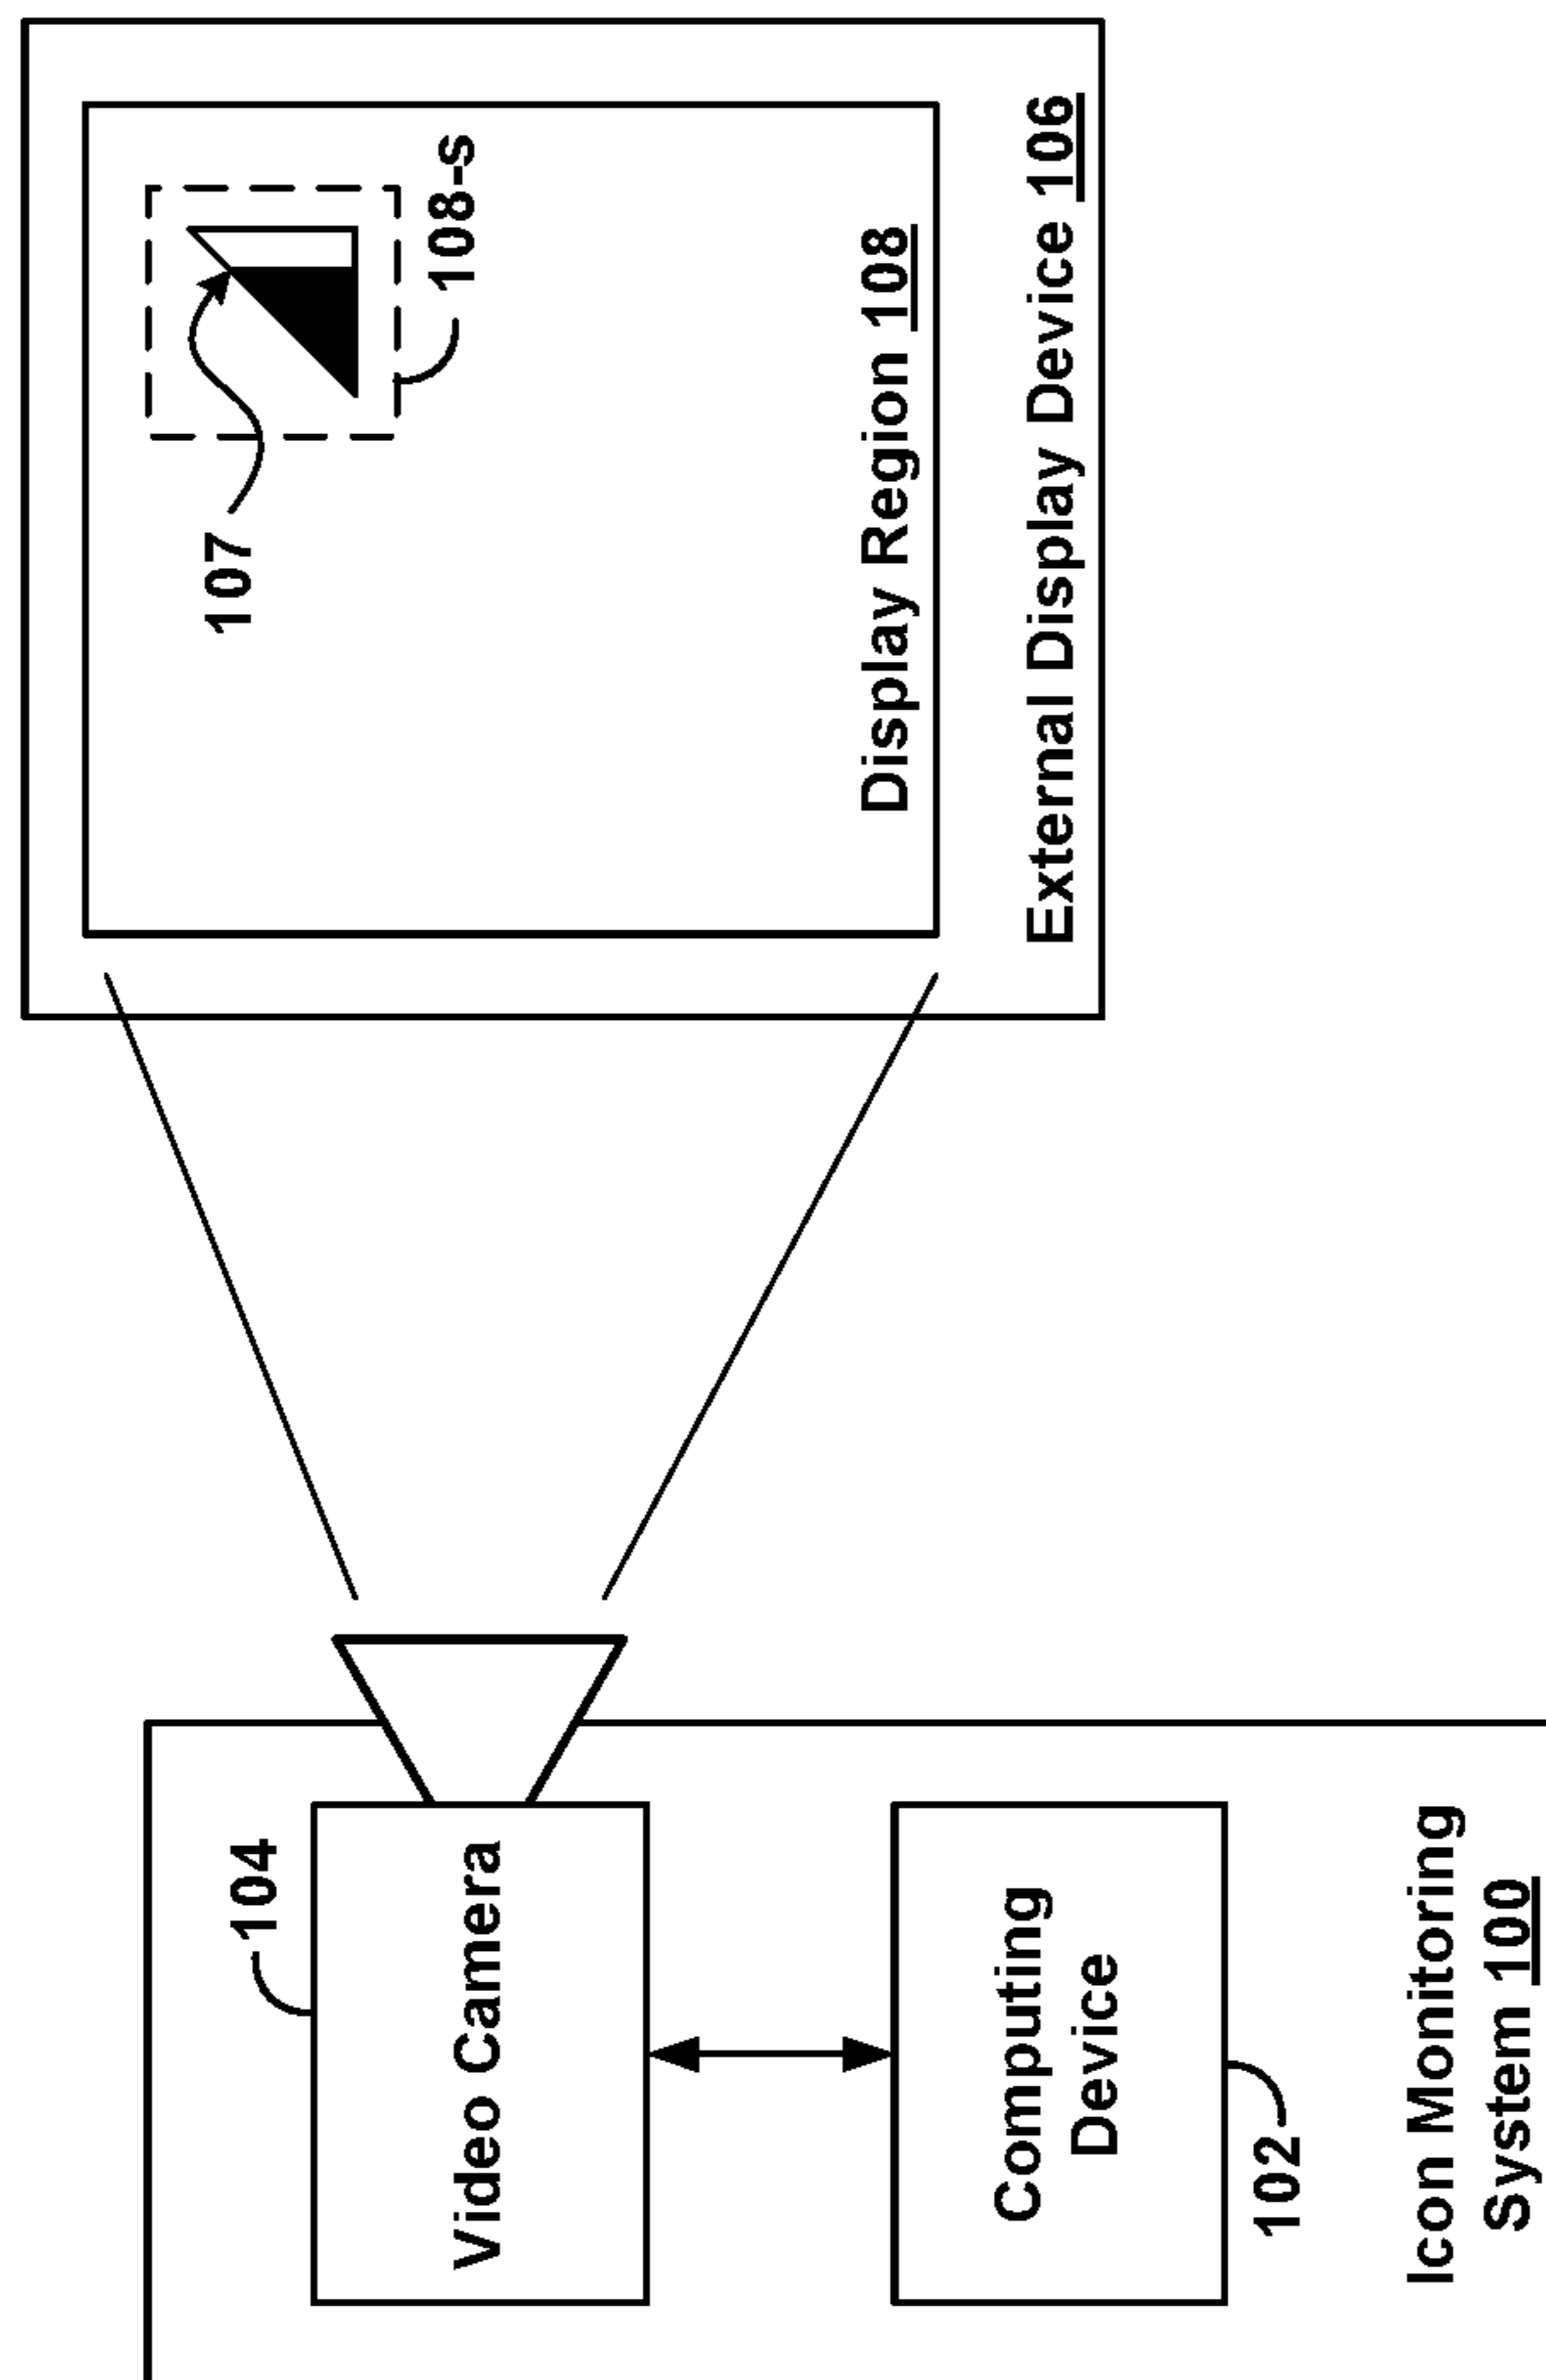 104
Video Camera
Computing
Device
102
Icon Monitoring
System 100
107
108-s
Display Region 108
External Display Device 106